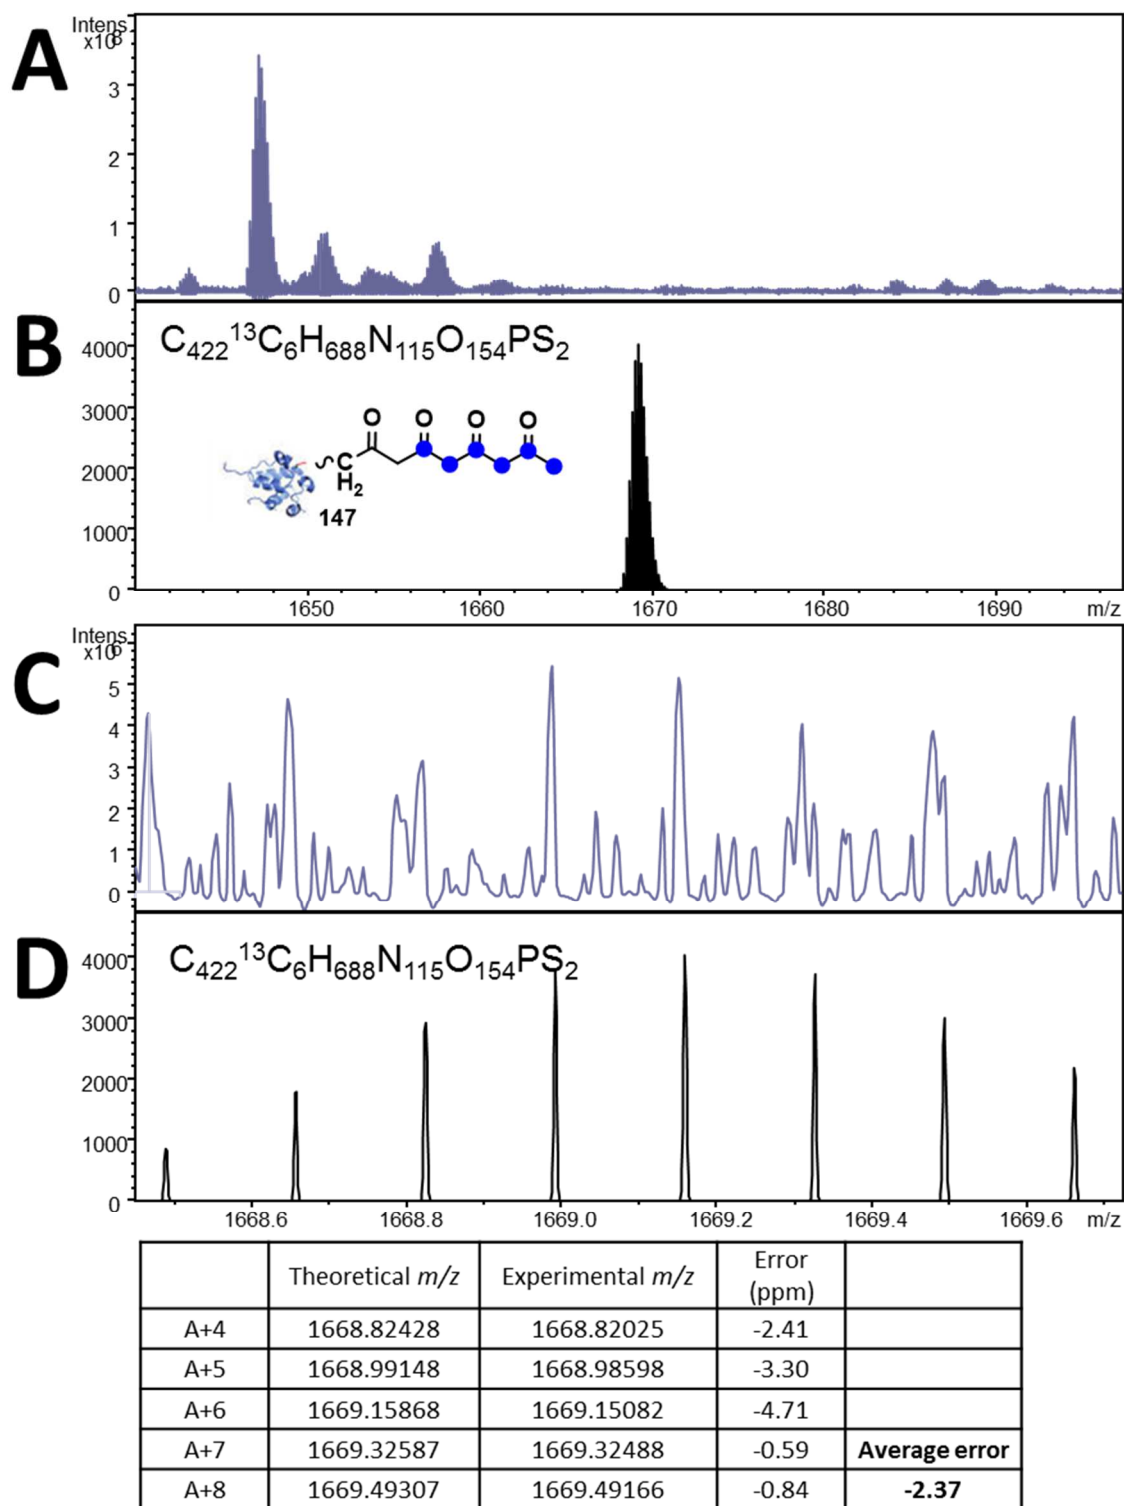 A
Intens.
x10⁸
3
2
1
0
B
C₄₂₂¹³C₆H₆₈₈N₁₁₅O₁₅₄PS₂
4000
3000
2000
1000
0
O O O O
C
H₂
147
1650 1660 1670 1680 1690 m/z
C
Intens.
x10⁶
5
4
3
2
1
0
D
C₄₂₂¹³C₆H₆₈₈N₁₁₅O₁₅₄PS₂
4000
3000
2000
1000
0
1668.6 1668.8 1669.0 1669.2 1669.4 1669.6 m/z
Theoretical m/z Experimental m/z Error (ppm)
A+4 1668.82428 1668.82025 -2.41
A+5 1668.99148 1668.98598 -3.30
A+6 1669.15868 1669.15082 -4.71
A+7 1669.32587 1669.32488 -0.59 Average error
A+8 1669.49307 1669.49166 -0.84 -2.37